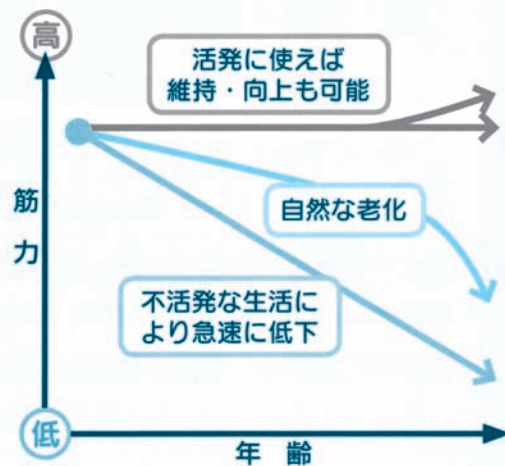 高
活発に使えば
維持・向上も可能
筋力
自然な老化
不活発な生活に
より急速に低下
低
年齢